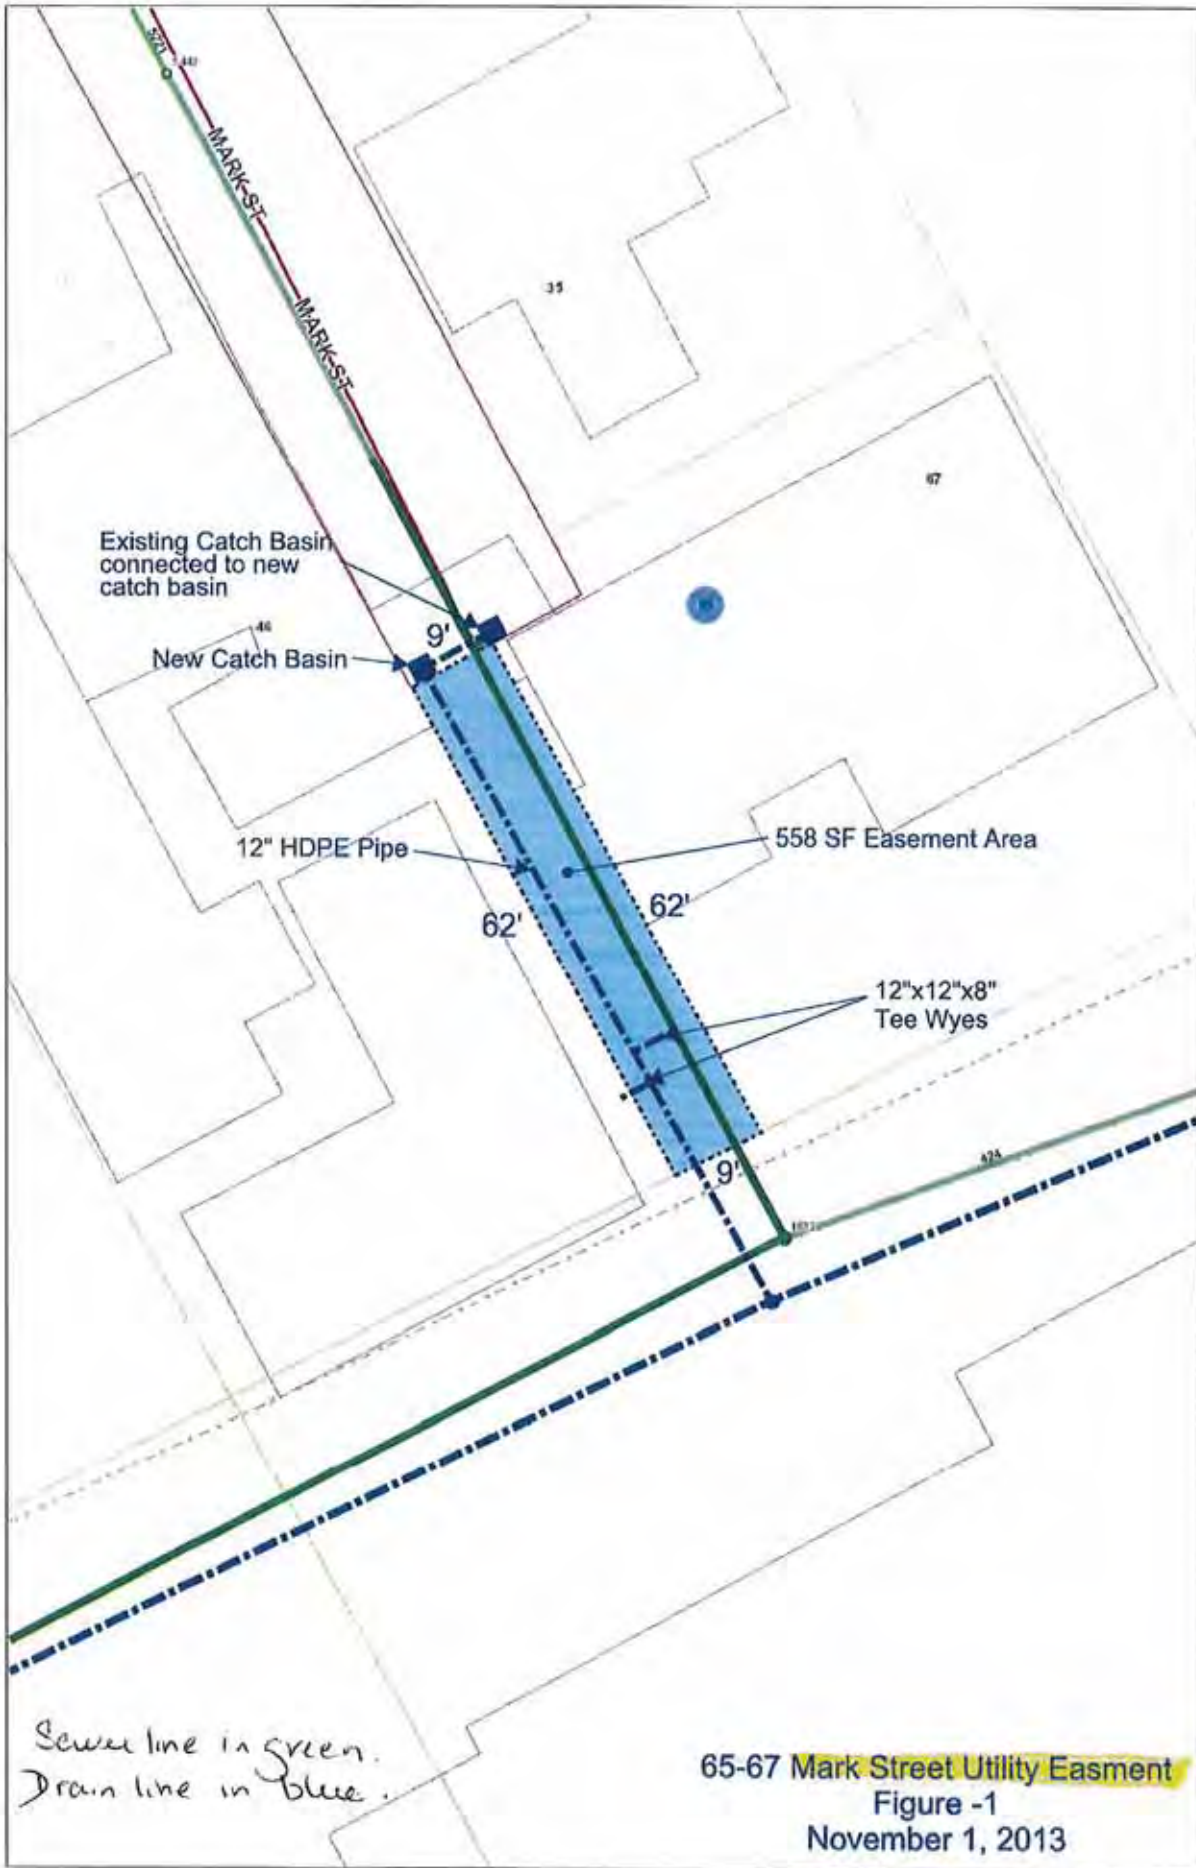 MARK ST
MARK ST
35
67
Existing Catch Basin
connected to new
catch basin
46
9'
New Catch Basin
12" HDPE Pipe
558 SF Easement Area
62'
62'
12"x12"x8"
Tee Wyes
9'
424
Sewer line in green.
Drain line in blue.
65-67 Mark Street Utility Easment
Figure -1
November 1, 2013